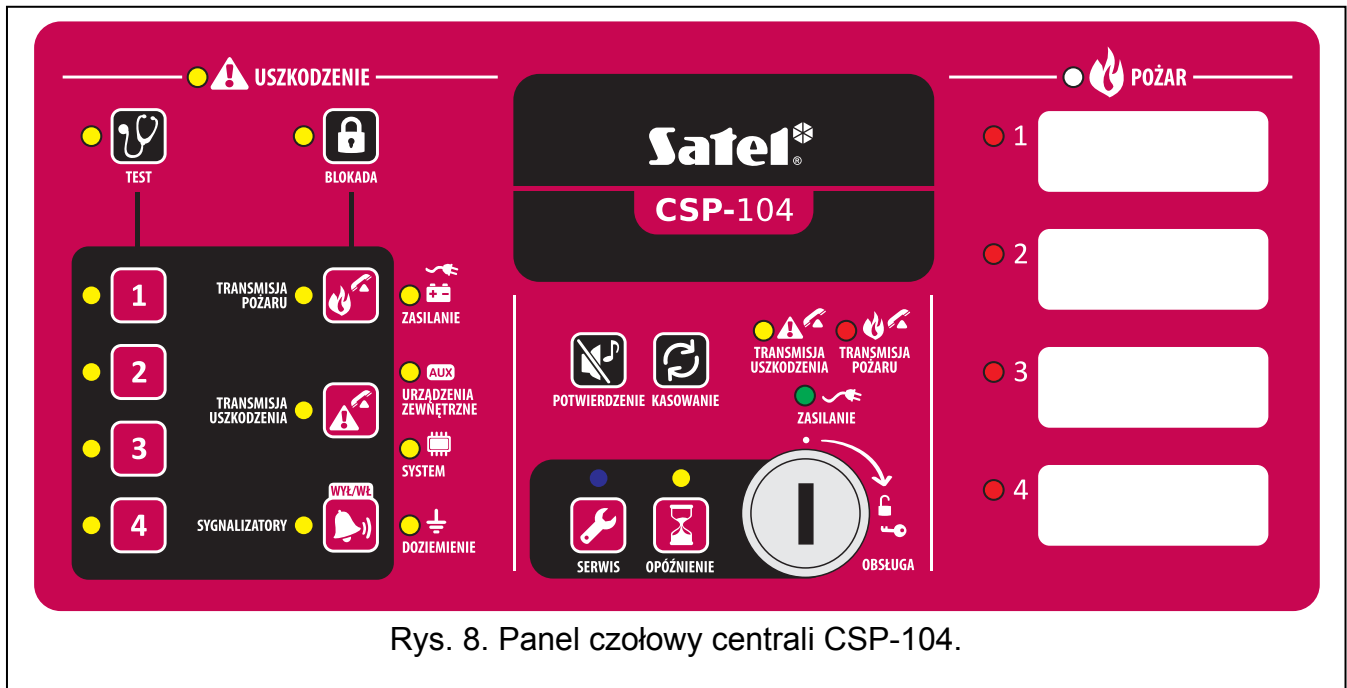 USZKODZENIE
TEST
BLOKADA
1
2
3
4
TRANSMISJA
POŻARU
TRANSMISJA
USZKODZENIA
WYŁ/WŁ
SYGNALIZATORY
ZASILANIE
AUX
URZĄDZENIA
ZEWNĘTRZNE
SYSTEM
DOZIEMIENIE
Satel®
CSP-104
POTWIERDZENIE
KASOWANIE
TRANSMISJA
USZKODZENIA
TRANSMISJA
POŻARU
ZASILANIE
SERWIS
OPÓŹNIENIE
OBSŁUGA
POŻAR
1
2
3
4
Rys. 8. Panel czołowy centrali CSP-104.